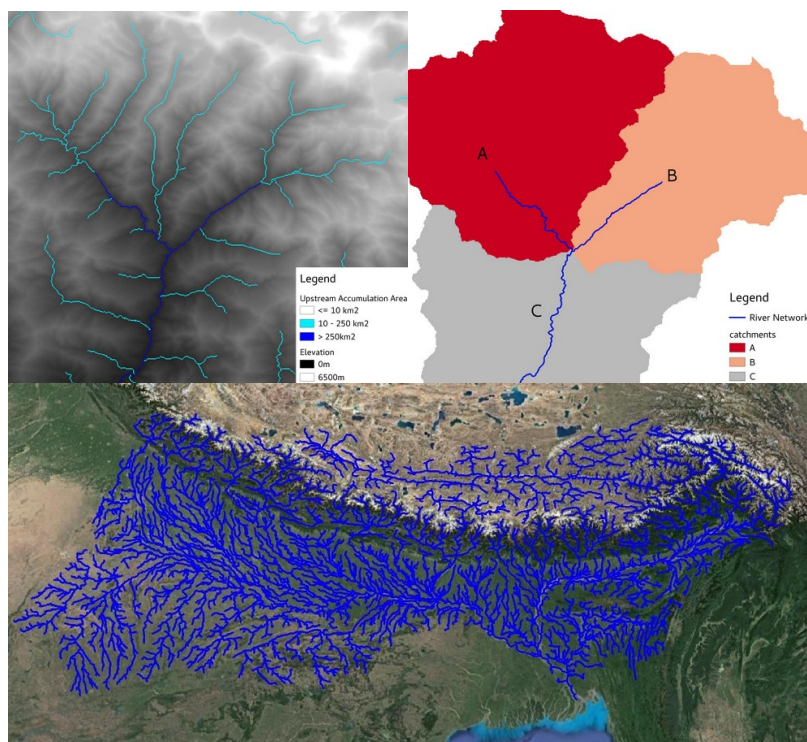 Legend
Upstream Accumulation Area
<= 10 km2
10 - 250 km2
> 250km2
Elevation
0m
6500m
A
B
C
Legend
River Network
catchments
A
B
C